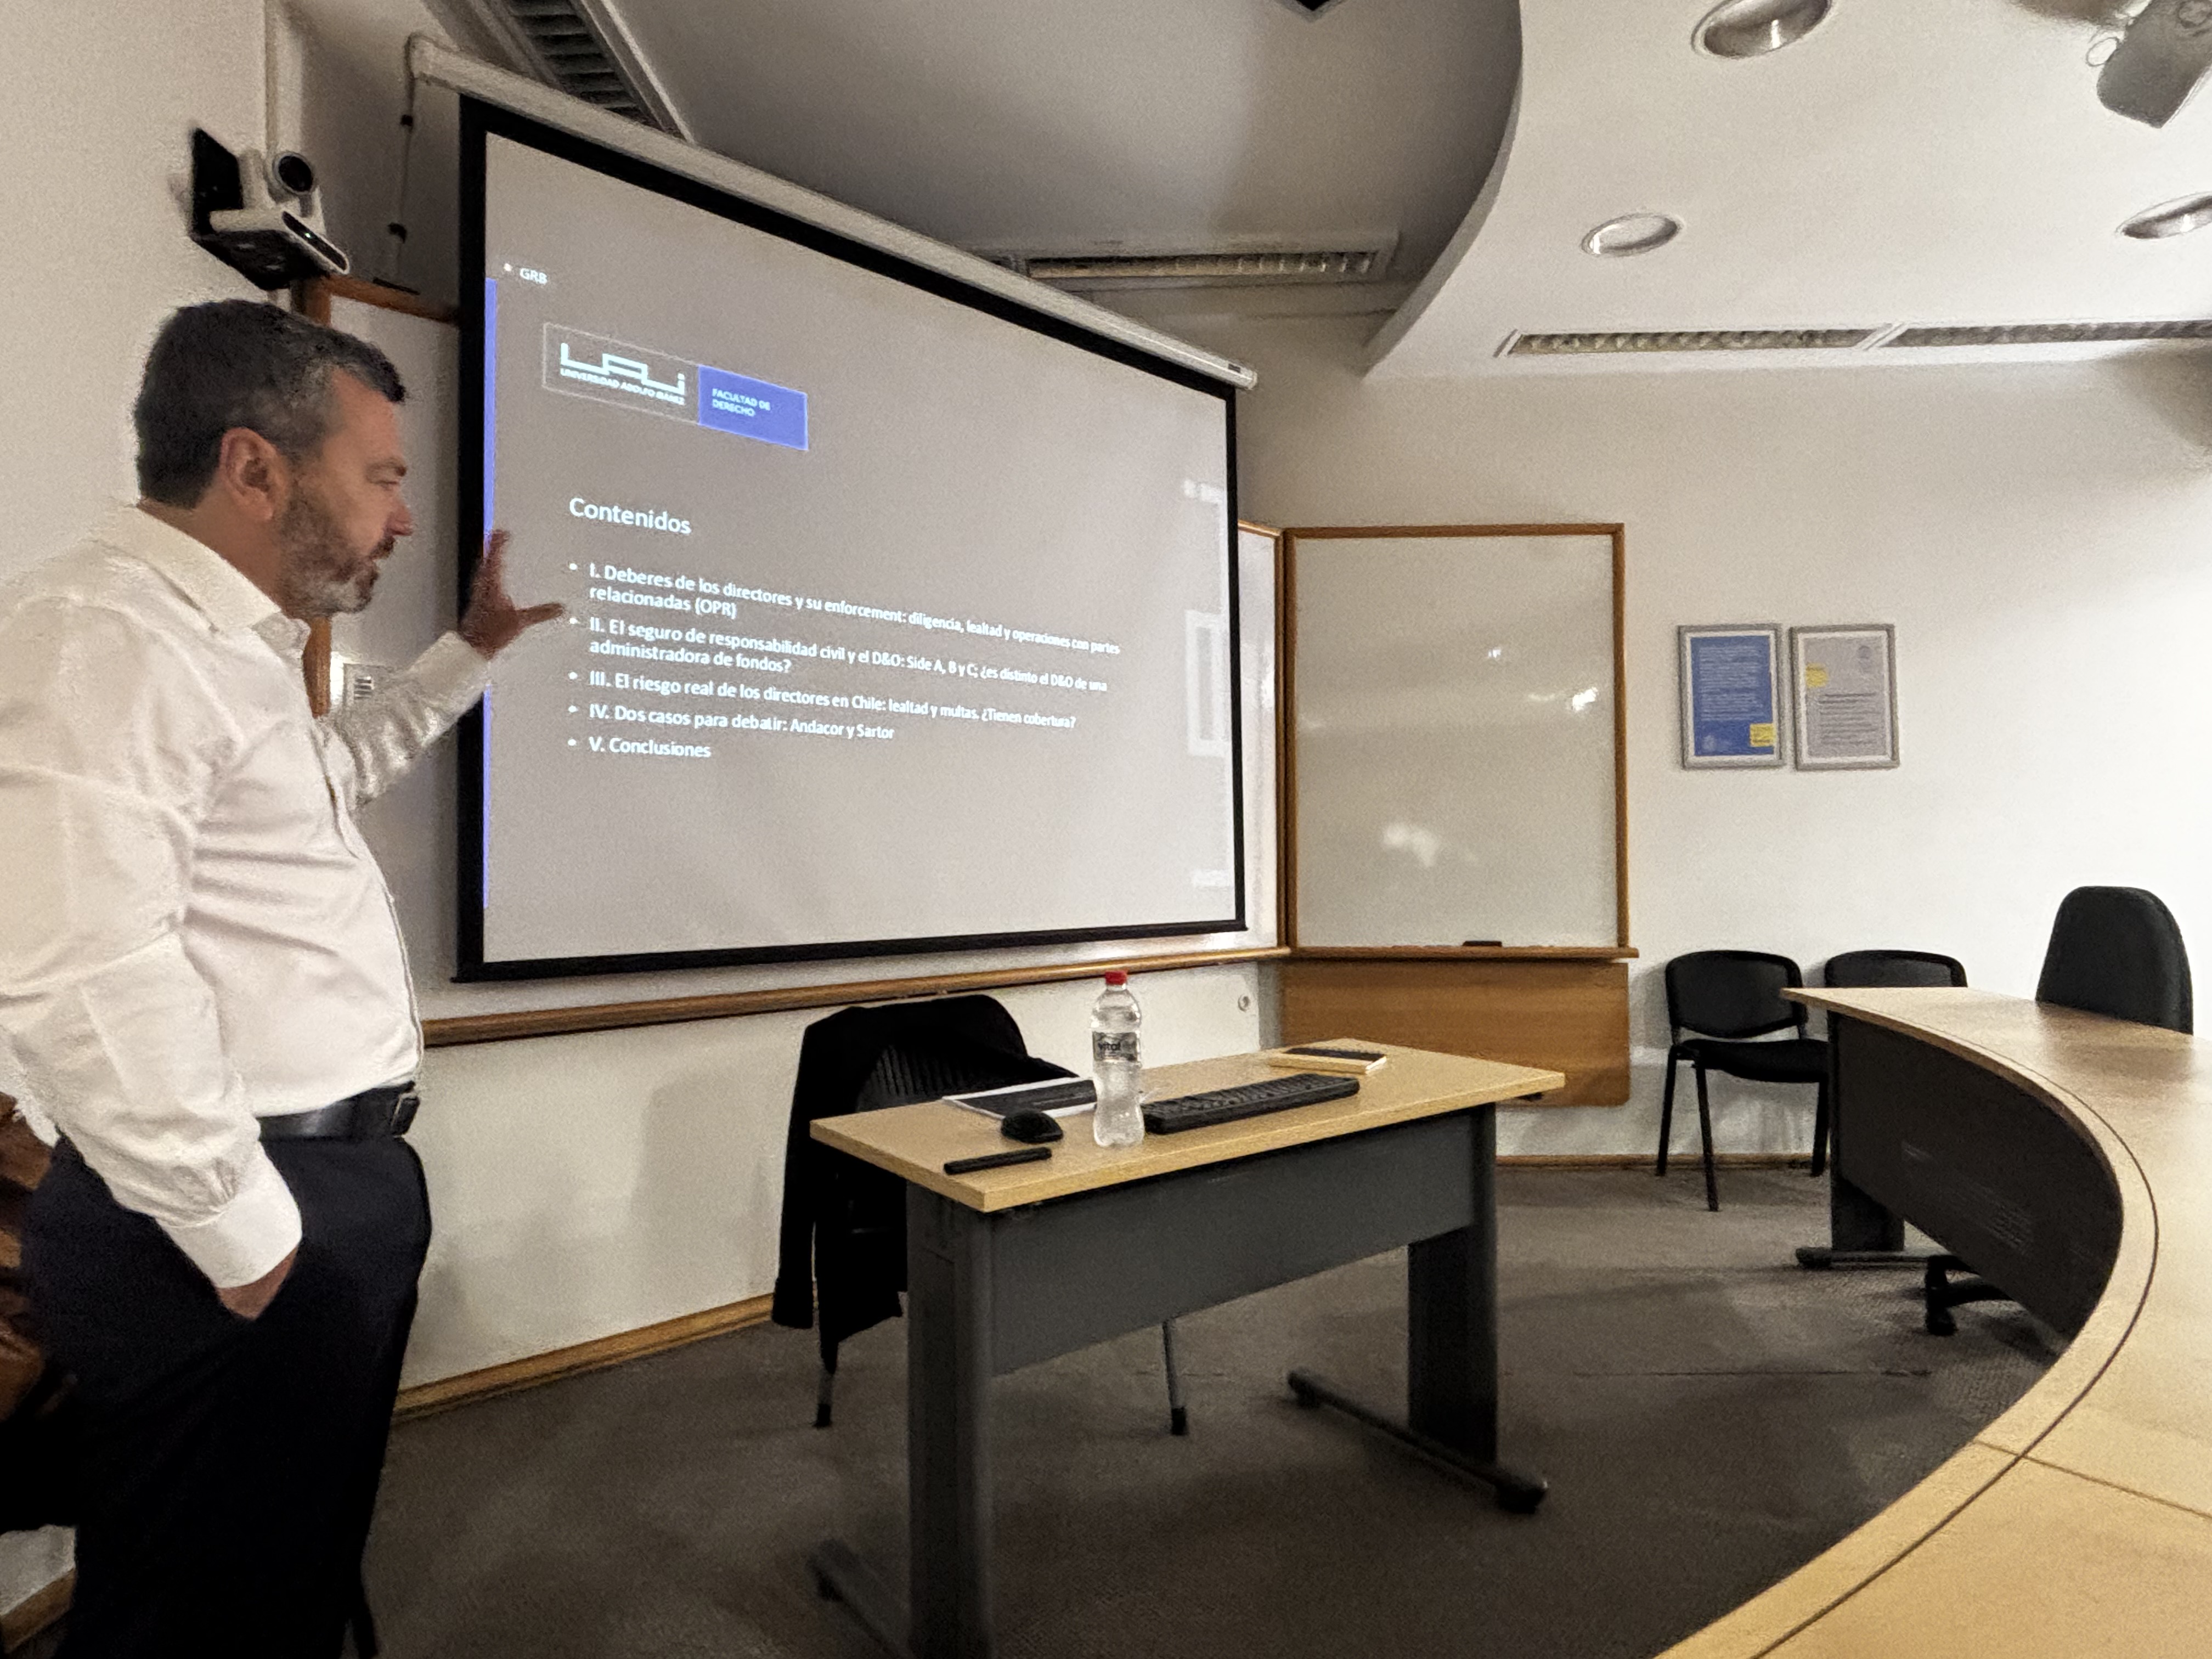 • GRB
UAI
UNIVERSIDAD ADOLFO IBÁÑEZ
FACULTAD DE
DERECHO
Contenidos
• I. Deberes de los directores y su enforcement: diligencia, lealtad y operaciones con partes
relacionadas (OPR)
• II. El seguro de responsabilidad civil y el D&O: Side A, B y C; ¿es distinto el D&O de una
administradora de fondos?
• III. El riesgo real de los directores en Chile: lealtad y multas. ¿Tienen cobertura?
• IV. Dos casos para debatir: Andacor y Sartor
• V. Conclusiones
vital